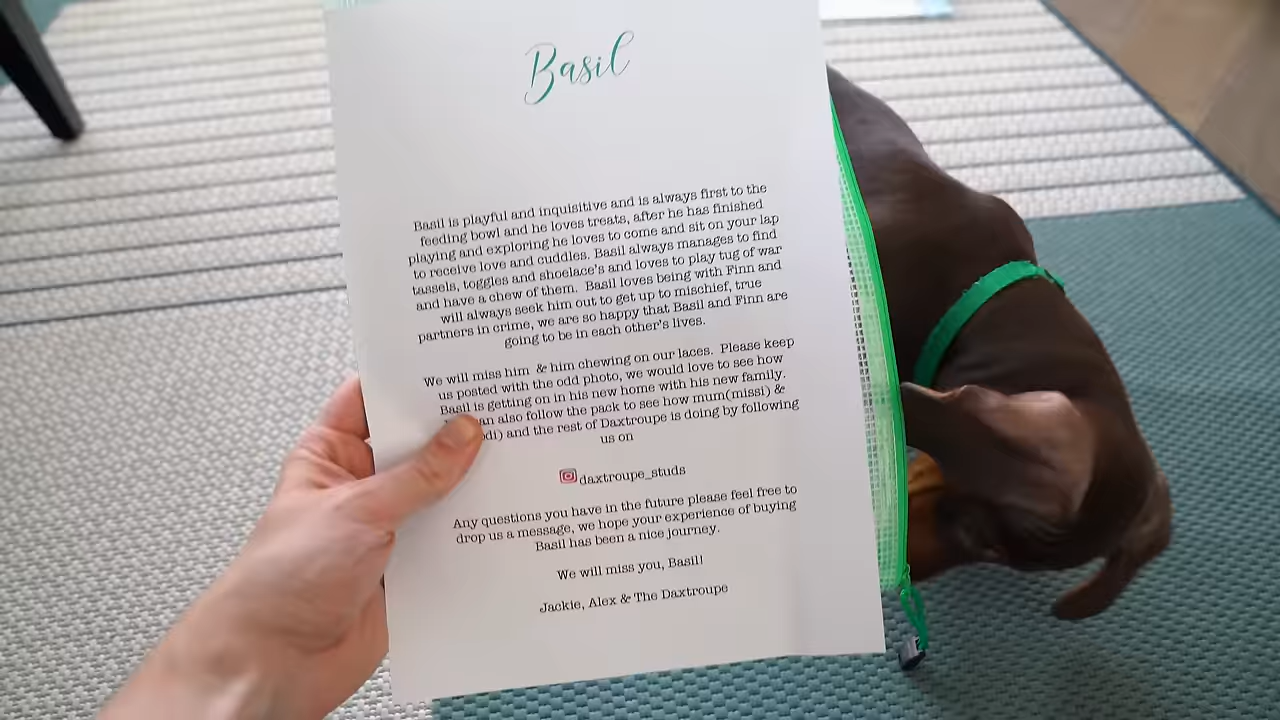 Basil
Basil is playful and inquisitive and is always first to the
feeding bowl and he loves treats, after he has finished
playing and exploring he loves to come and sit on your lap
to receive love and cuddles. Basil always manages to find
tassels, toggles and shoelace's and loves to play tug of war
and have a chew of them. Basil loves being with Finn and
will always seek him out to get up to mischief, true
partners in crime, we are so happy that Basil and Finn are
going to be in each other's lives.
We will miss him & him chewing on our laces. Please keep
us posted with the odd photo, we would love to see how
Basil is getting on in his new home with his new family.
can also follow the pack to see how mum(missi) &
and the rest of Daxtroupe is doing by following
us on
daxtroupe_studs
Any questions you have in the future please feel free to
drop us a message, we hope your experience of buying
Basil has been a nice journey.
We will miss you, Basil!
Jackie, Alex & The Daxtroupe